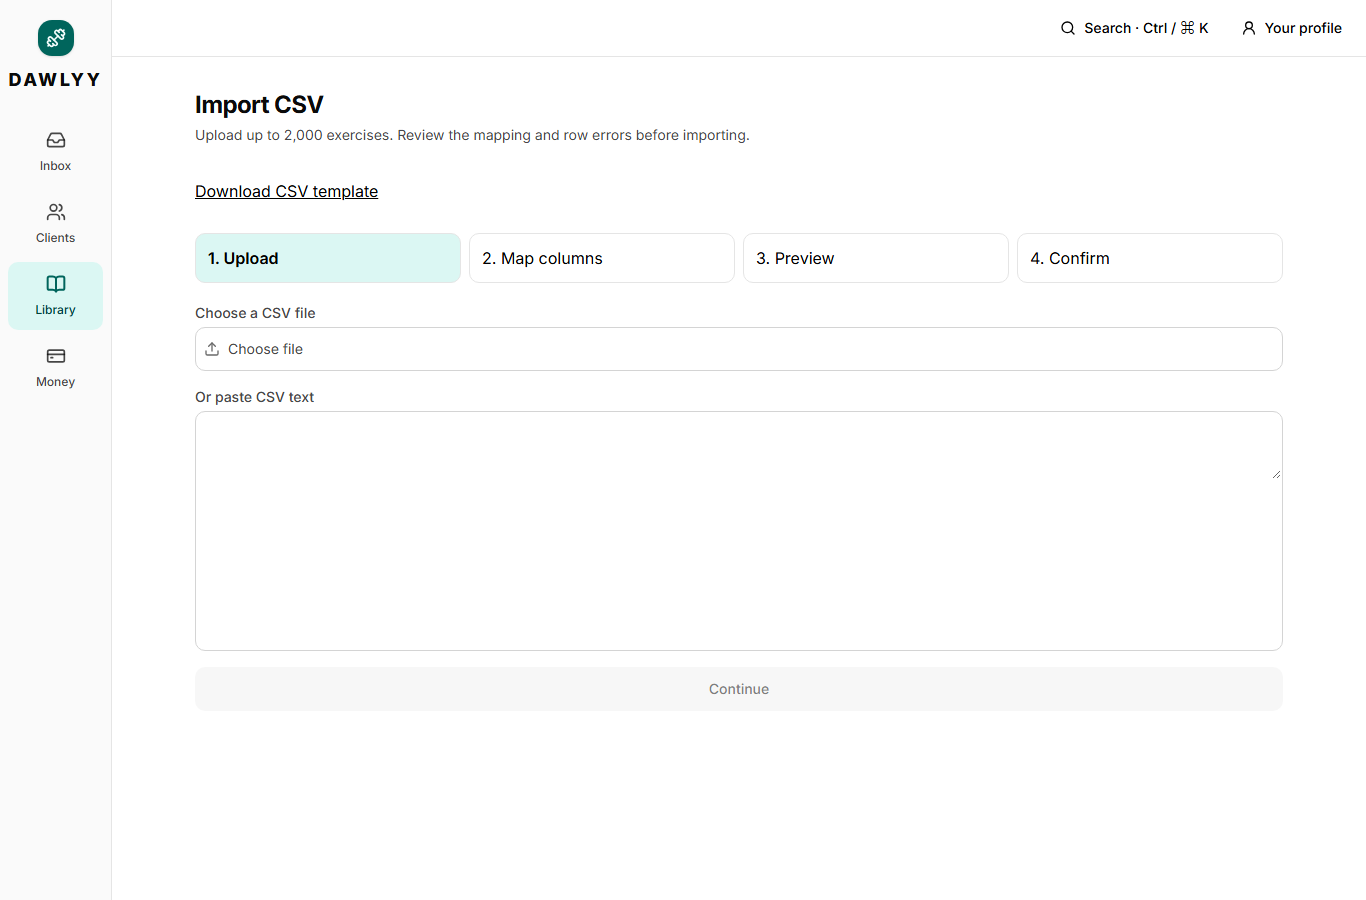 DAWLYY
Search · Ctrl / ⌘ K
Your profile
Inbox
Clients
Library
Money
Import CSV
Upload up to 2,000 exercises. Review the mapping and row errors before importing.
Download CSV template
1. Upload
2. Map columns
3. Preview
4. Confirm
Choose a CSV file
Choose file
Or paste CSV text
Continue